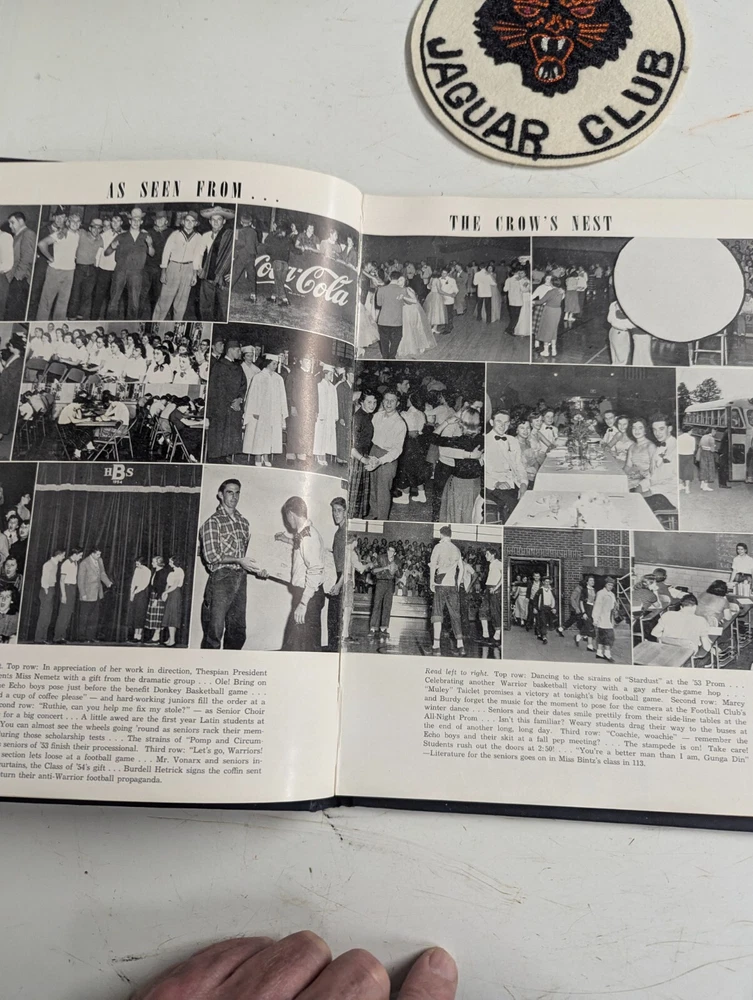 JAGUAR CLUB
AS SEEN FROM . . .
THE CROW'S NEST
Coca-Cola
HBS
Top row: In appreciation of her work in direction, Thespian President
Miss Nemetz with a gift from the dramatic group . . . Ole! Bring on
Echo boys pose just before the benefit Donkey Basketball game . . .
a cup of coffee please" — and hard-working juniors fill the order at a
row: "Ruthie, can you help me fix my stole?" — as Senior Choir
for a big concert . . . A little awed are the first year Latin students at
You can almost see the wheels going 'round as seniors rack their mem-
during those scholarship tests . . . The strains of "Pomp and Circum-
seniors of '53 finish their processional. Third row: "Let's go, Warriors!
section lets loose at a football game . . . Mr. Vonarx and seniors in-
curtains, the Class of '54's gift . . . Burdell Hetrick signs the coffin sent
return their anti-Warrior football propaganda.
Read left to right. Top row: Dancing to the strains of "Stardust" at the '53 Prom . . .
Celebrating another Warrior basketball victory with a gay after-the-game hop . . .
"Muley" Taiclet promises a victory at tonight's big football game. Second row: Marcy
and Burdy forget the music for the moment to pose for the camera at the Football Club's
winter dance . . . Seniors and their dates smile prettily from their side-line tables at the
All-Night Prom . . . Isn't this familiar? Weary students drag their way to the buses at
the end of another long, long day. Third row: "Coachie, woachie" — remember the
Echo boys and their skit at a fall pep meeting? . . . The stampede is on! Take care!
Students rush out the doors at 2:50! . . . "You're a better man than I am, Gunga Din"
—Literature for the seniors goes on in Miss Bintz's class in 113.